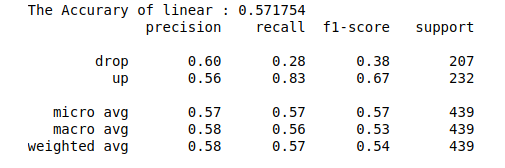 The Accurary of linear : 0.571754
precision recall f1-score support
drop 0.60 0.28 0.38 207
up 0.56 0.83 0.67 232
micro avg 0.57 0.57 0.57 439
macro avg 0.58 0.56 0.53 439
weighted avg 0.58 0.57 0.54 439